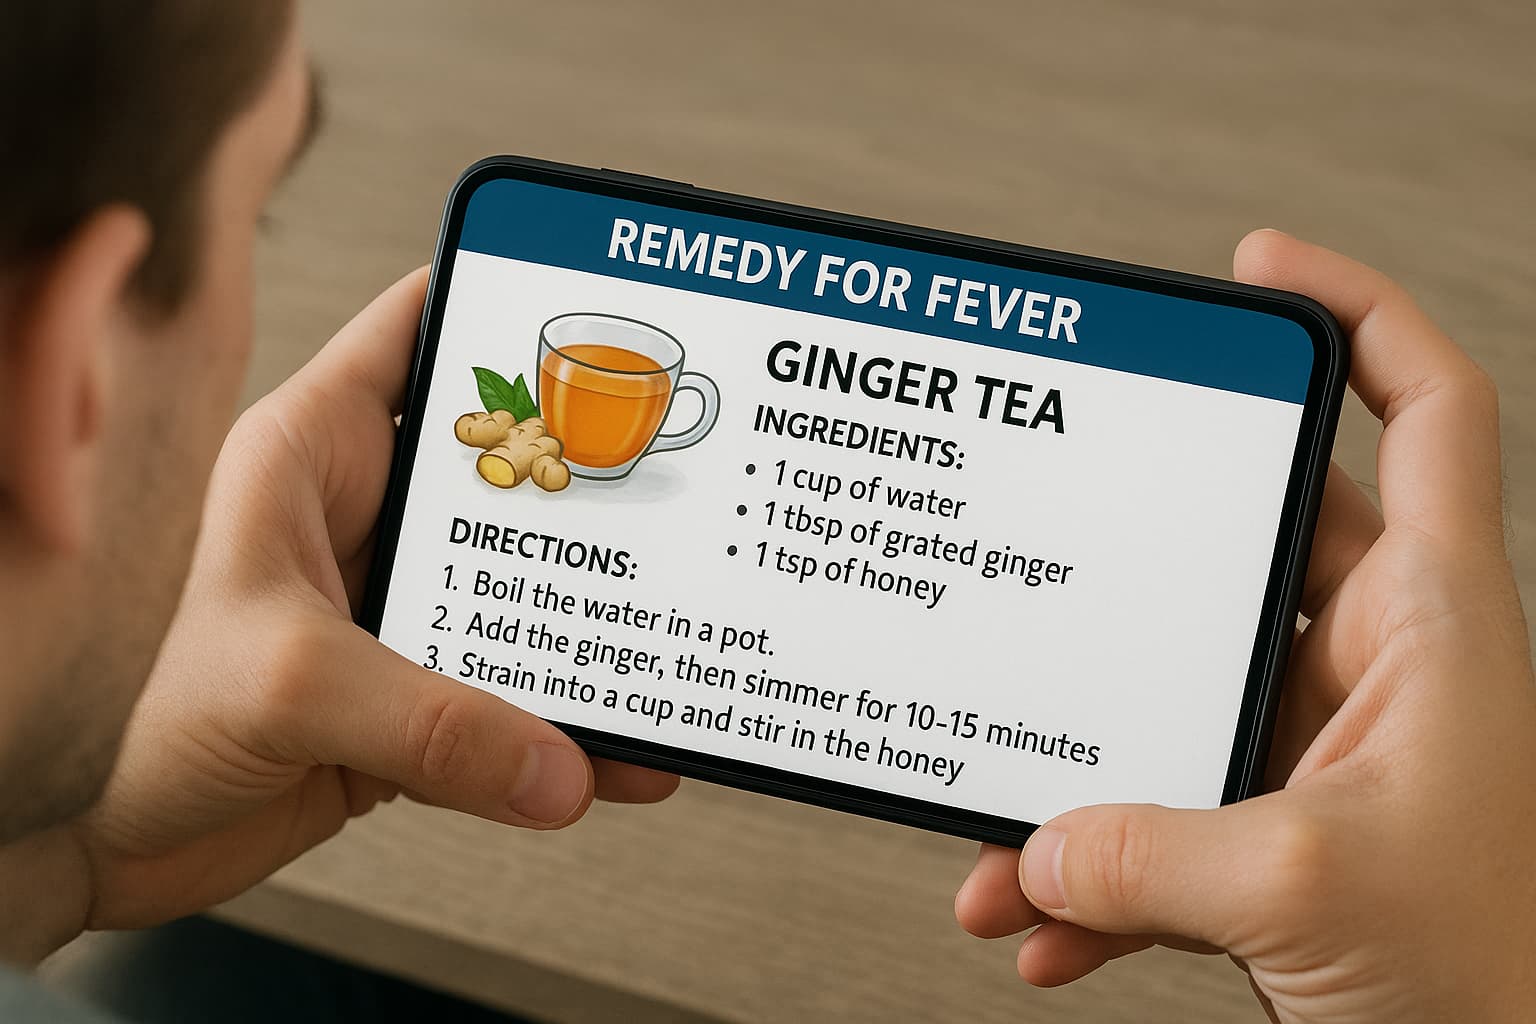 REMEDY FOR FEVER
GINGER TEA
INGREDIENTS:
• 1 cup of water
• 1 tbsp of grated ginger
• 1 tsp of honey
DIRECTIONS:
1. Boil the water in a pot.
2. Add the ginger, then simmer for 10–15 minutes
3. Strain into a cup and stir in the honey